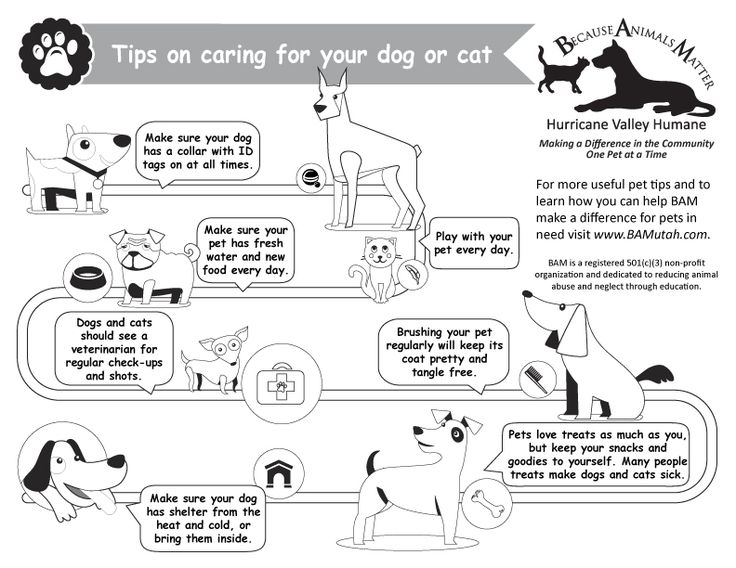 Tips on caring for your dog or cat
Because Animals Matter
Hurricane Valley Humane
Making a Difference in the Community
One Pet at a Time
For more useful pet tips and to
learn how you can help BAM
make a difference for pets in
need visit www.BAMutah.com.
BAM is a registered 501(c)(3) non-profit
organization and dedicated to reducing animal
abuse and neglect through education.
Make sure your dog
has a collar with ID
tags on at all times.
Play with your
pet every day.
Make sure your
pet has fresh
water and new
food every day.
Dogs and cats
should see a
veterinarian for
regular check-ups
and shots.
Brushing your pet
regularly will keep its
coat pretty and
tangle free.
Pets love treats as much as you,
but keep your snacks and
goodies to yourself. Many people
treats make dogs and cats sick.
Make sure your dog
has shelter from the
heat and cold, or
bring them inside.